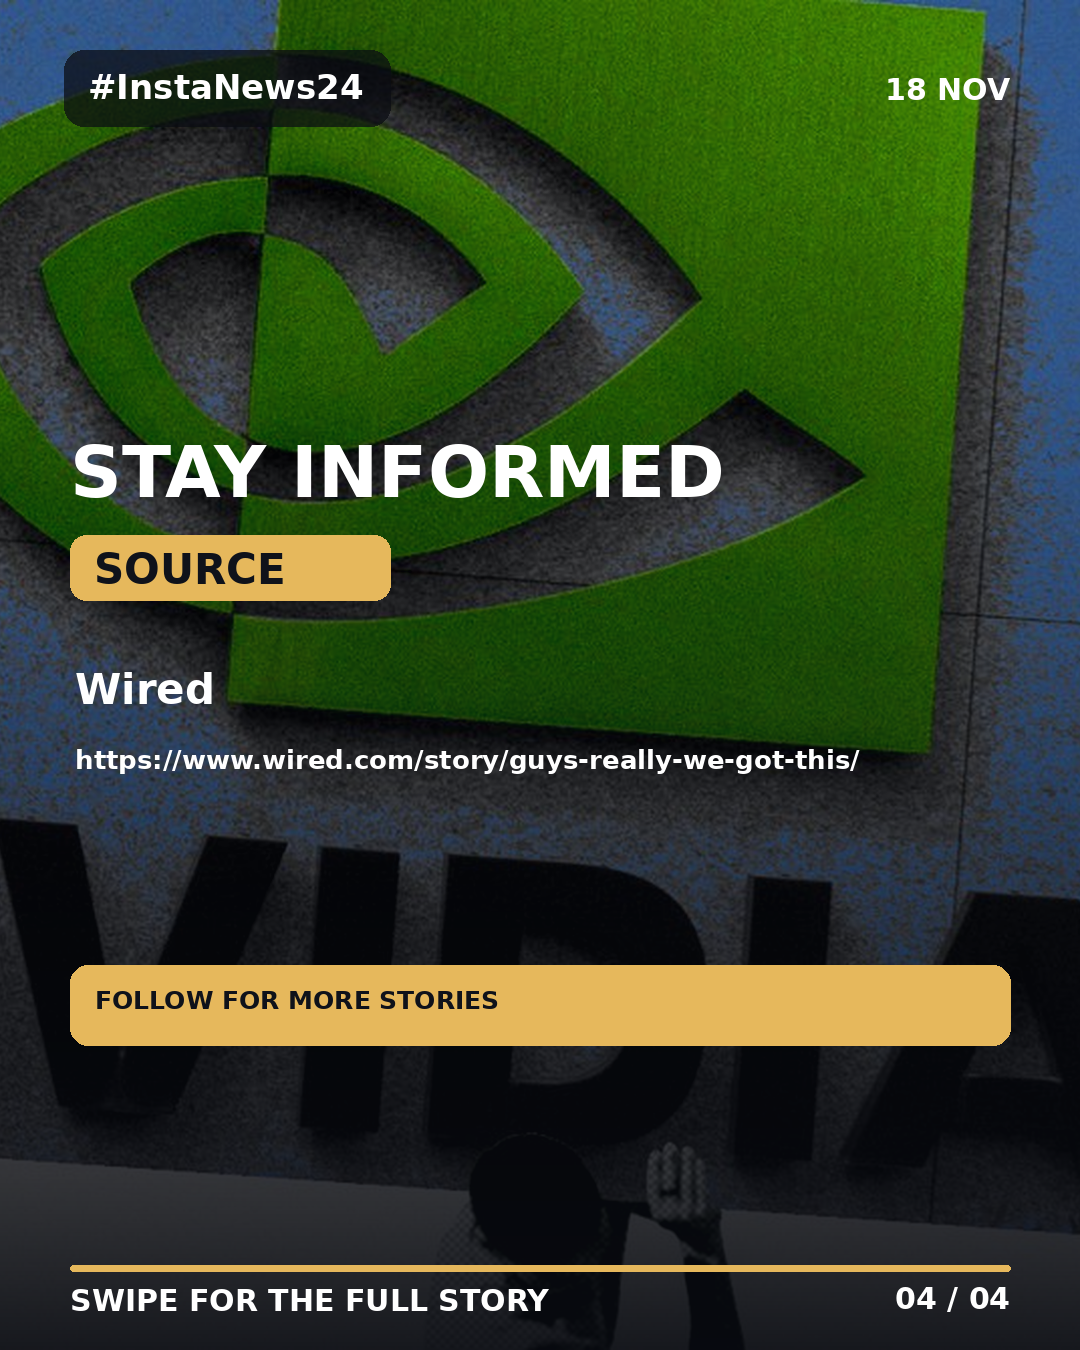 #InstaNews24
18 NOV
STAY INFORMED
SOURCE
Wired
https://www.wired.com/story/guys-really-we-got-this/
VIDIA
FOLLOW FOR MORE STORIES
SWIPE FOR THE FULL STORY
04 / 04